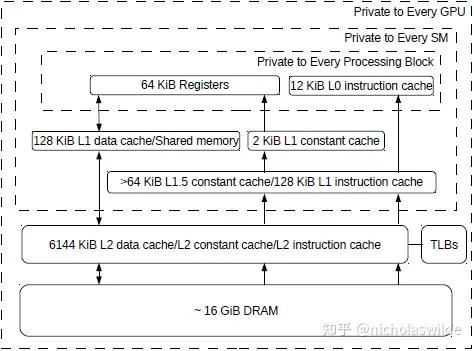 Private to Every GPU
Private to Every SM
Private to Every Processing Block
64 KiB Registers
12 KiB L0 instruction cache
128 KiB L1 data cache/Shared memory
2 KiB L1 constant cache
>64 KiB L1.5 constant cache/128 KiB L1 instruction cache
6144 KiB L2 data cache/L2 constant cache/L2 instruction cache
TLBs
~ 16 GiB DRAM
知乎 @nicholaswilde